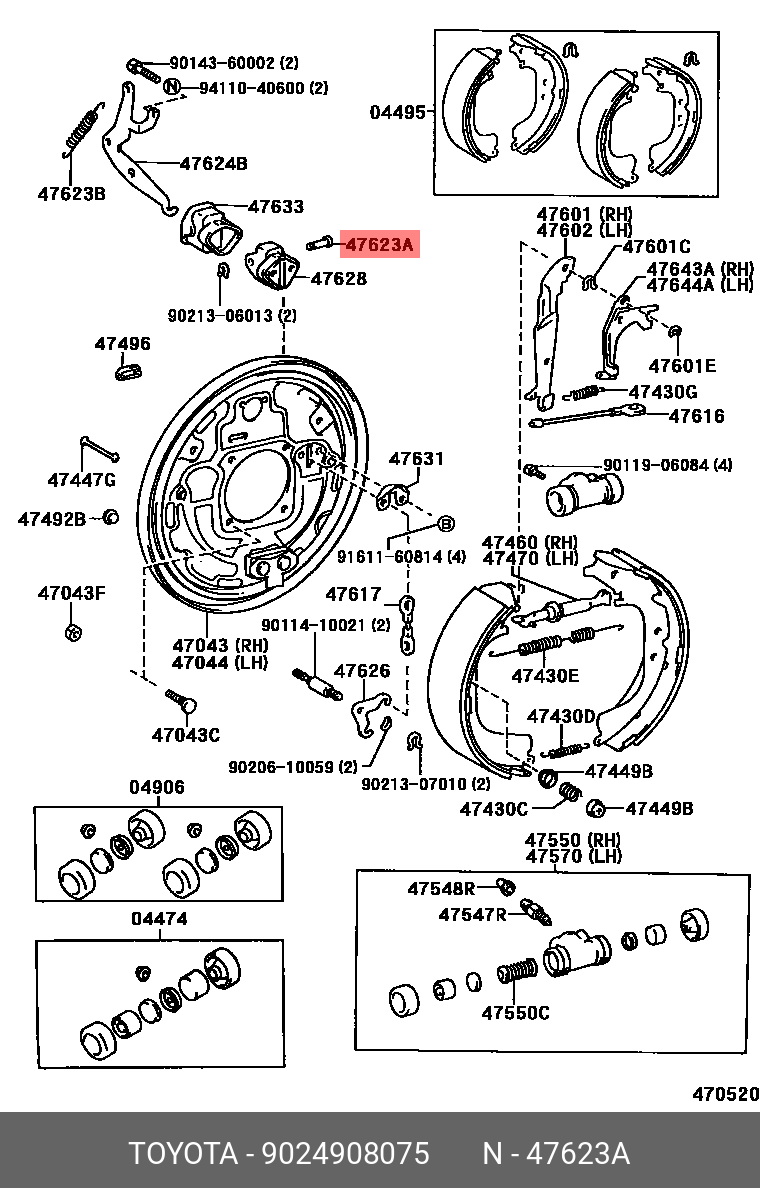 90143-60002 (2)
N 94110-40600 (2)
04495
47624B
47623B
47633
47623A
47628
90213-06013 (2)
47601 (RH)
47602 (LH)
47601C
47643A (RH)
47644A (LH)
47496
47601E
47430G
47616
47631
90119-06084 (4)
47447G
47492B
B
91611-60814 (4)
47460 (RH)
47470 (LH)
47043F
47617
90114-10021 (2)
47043 (RH)
47044 (LH)
47626
47430E
47043C
47430D
90206-10059 (2)
90213-07010 (2)
47449B
04906
47430C
47449B
47550 (RH)
47570 (LH)
47548R
47547R
04474
47550C
470520
TOYOTA - 9024908075 N - 47623A